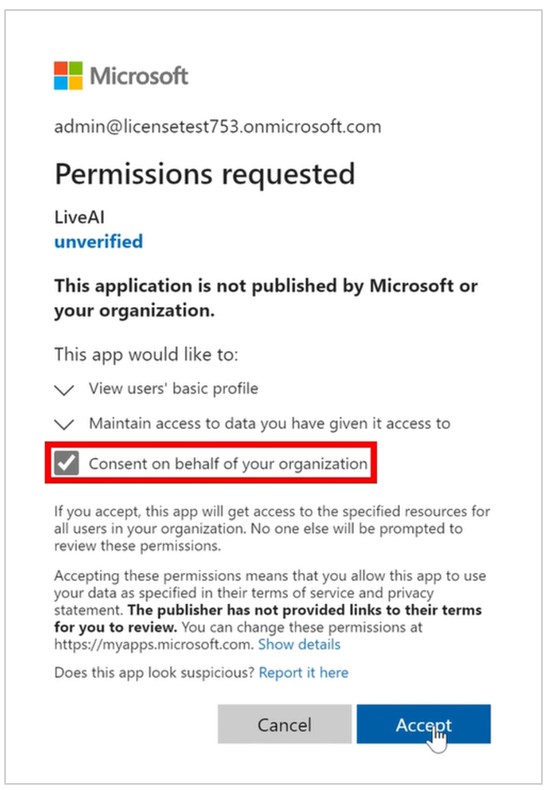 Microsoft
admin@licensetest753.onmicrosoft.com
Permissions requested
LiveAI
unverified
This application is not published by Microsoft or
your organization.
This app would like to:
View users' basic profile
Maintain access to data you have given it access to
Consent on behalf of your organization
If you accept, this app will get access to the specified resources for
all users in your organization. No one else will be prompted to
review these permissions.
Accepting these permissions means that you allow this app to use
your data as specified in their terms of service and privacy
statement. The publisher has not provided links to their terms
for you to review. You can change these permissions at
https://myapps.microsoft.com. Show details
Does this app look suspicious? Report it here
Cancel Accept